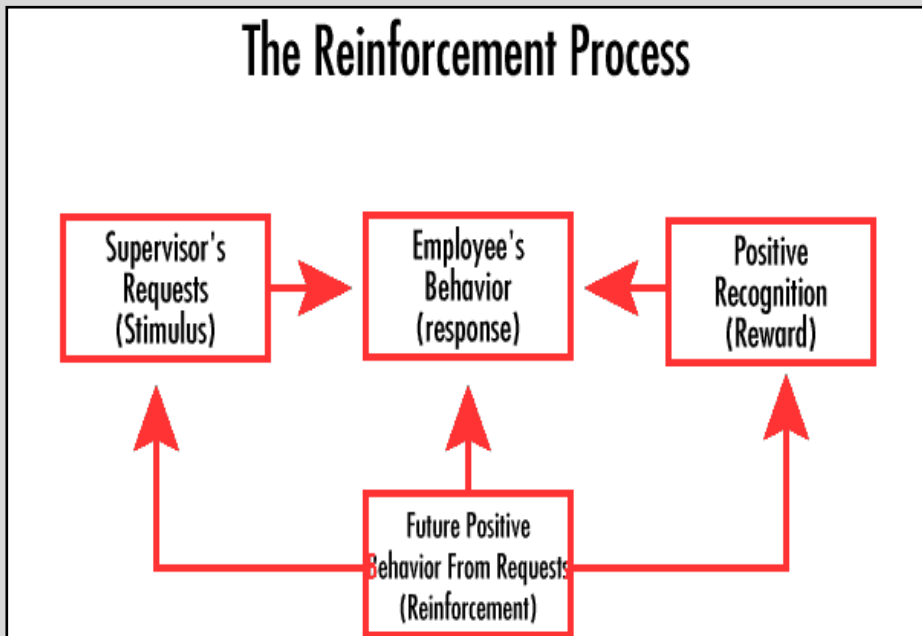 The Reinforcement Process
Supervisor's
Requests
(Stimulus)
Employee's
Behavior
(response)
Positive
Recognition
(Reward)
Future Positive
Behavior From Requests
(Reinforcement)